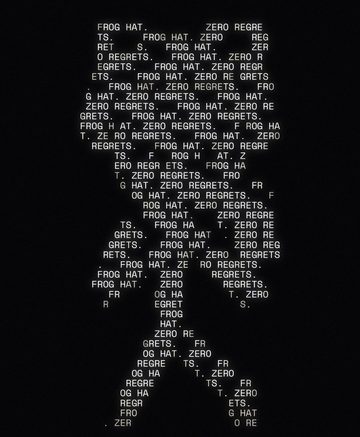 FROG HAT. ZERO REGRE
TS. FROG HAT. ZERO REG
RET S. FROG HAT. ZER
O REGRETS. FROG HAT. ZERO R
EGRETS. FROG HAT. ZERO REGR
ETS. FROG HAT. ZERO RE GRETS
. FROG HAT. ZERO REGRETS. FRO
G HAT. ZERO REGRETS. FROG HAT.
ZERO REGRETS. FROG HAT. ZERO RE
GRETS. FROG HAT. ZERO REGRETS.
FROG H AT. ZERO REGRETS. F ROG HA
T. ZE RO REGRETS. FROG HAT. ZERO
REGRETS. FROG HAT. ZERO REGRE
TS. F ROG H AT. Z
ERO REGR ETS. FROG HA
T. ZERO REGRETS. FRO
G HAT. ZERO REGRETS. FR
OG HAT. ZERO REGRETS. F
ROG HAT. ZERO REGRETS.
FROG HAT. ZERO REGRE
TS. FROG HA T. ZERO RE
GRETS. FROG HAT . ZERO RE
GRETS. FROG HAT. ZERO REG
RETS. FROG HAT. ZERO REGRETS
. FROG HAT. ZE RO REGRETS.
FROG HAT. ZERO REGRETS.
FROG HAT. ZERO REGRETS.
FR OG HA T. ZERO
R EGRET S.
FROG
HAT.
ZERO RE
GRETS. FR
OG HAT. ZERO
REGRE TS. FR
OG HA T. ZERO
REGRE TS. FR
OG HA T. ZERO
REGR ETS.
FRO G HAT
. ZER O RE